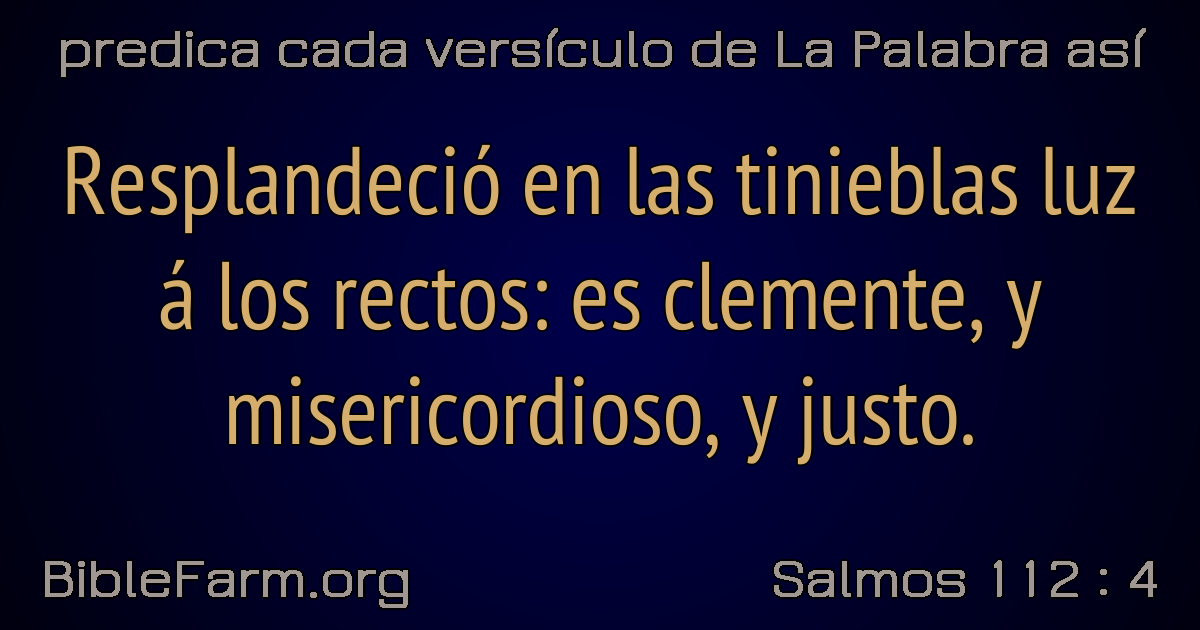 predica cada versículo de La Palabra así
Resplandeció en las tinieblas luz
á los rectos: es clemente, y
misericordioso, y justo.
BibleFarm.org
Salmos 112 : 4